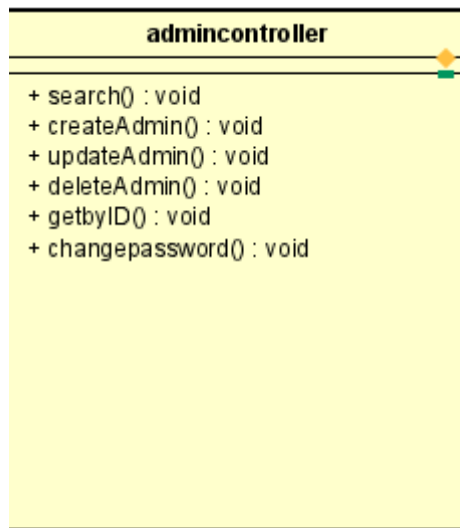 admincontroller
+ search() : void
+ createAdmin() : void
+ updateAdmin() : void
+ deleteAdmin() : void
+ getbyID() : void
+ changepassword() : void